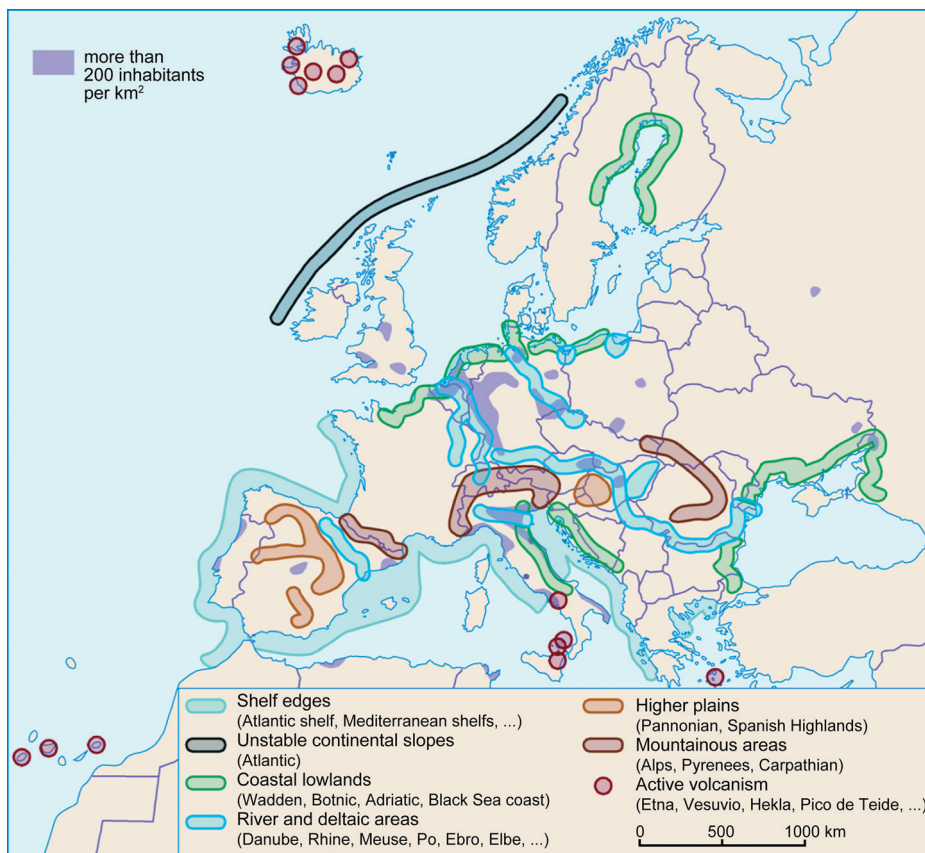 more than
200 inhabitants
per km²
Shelf edges
(Atlantic shelf, Mediterranean shelfs, ...)
Unstable continental slopes
(Atlantic)
Coastal lowlands
(Wadden, Botnic, Adriatic, Black Sea coast)
River and deltaic areas
(Danube, Rhine, Meuse, Po, Ebro, Elbe, ...)
Higher plains
(Pannonian, Spanish Highlands)
Mountainous areas
(Alps, Pyrenees, Carpathian)
Active volcanism
(Etna, Vesuvio, Hekla, Pico de Teide, ...)
0 500 1000 km